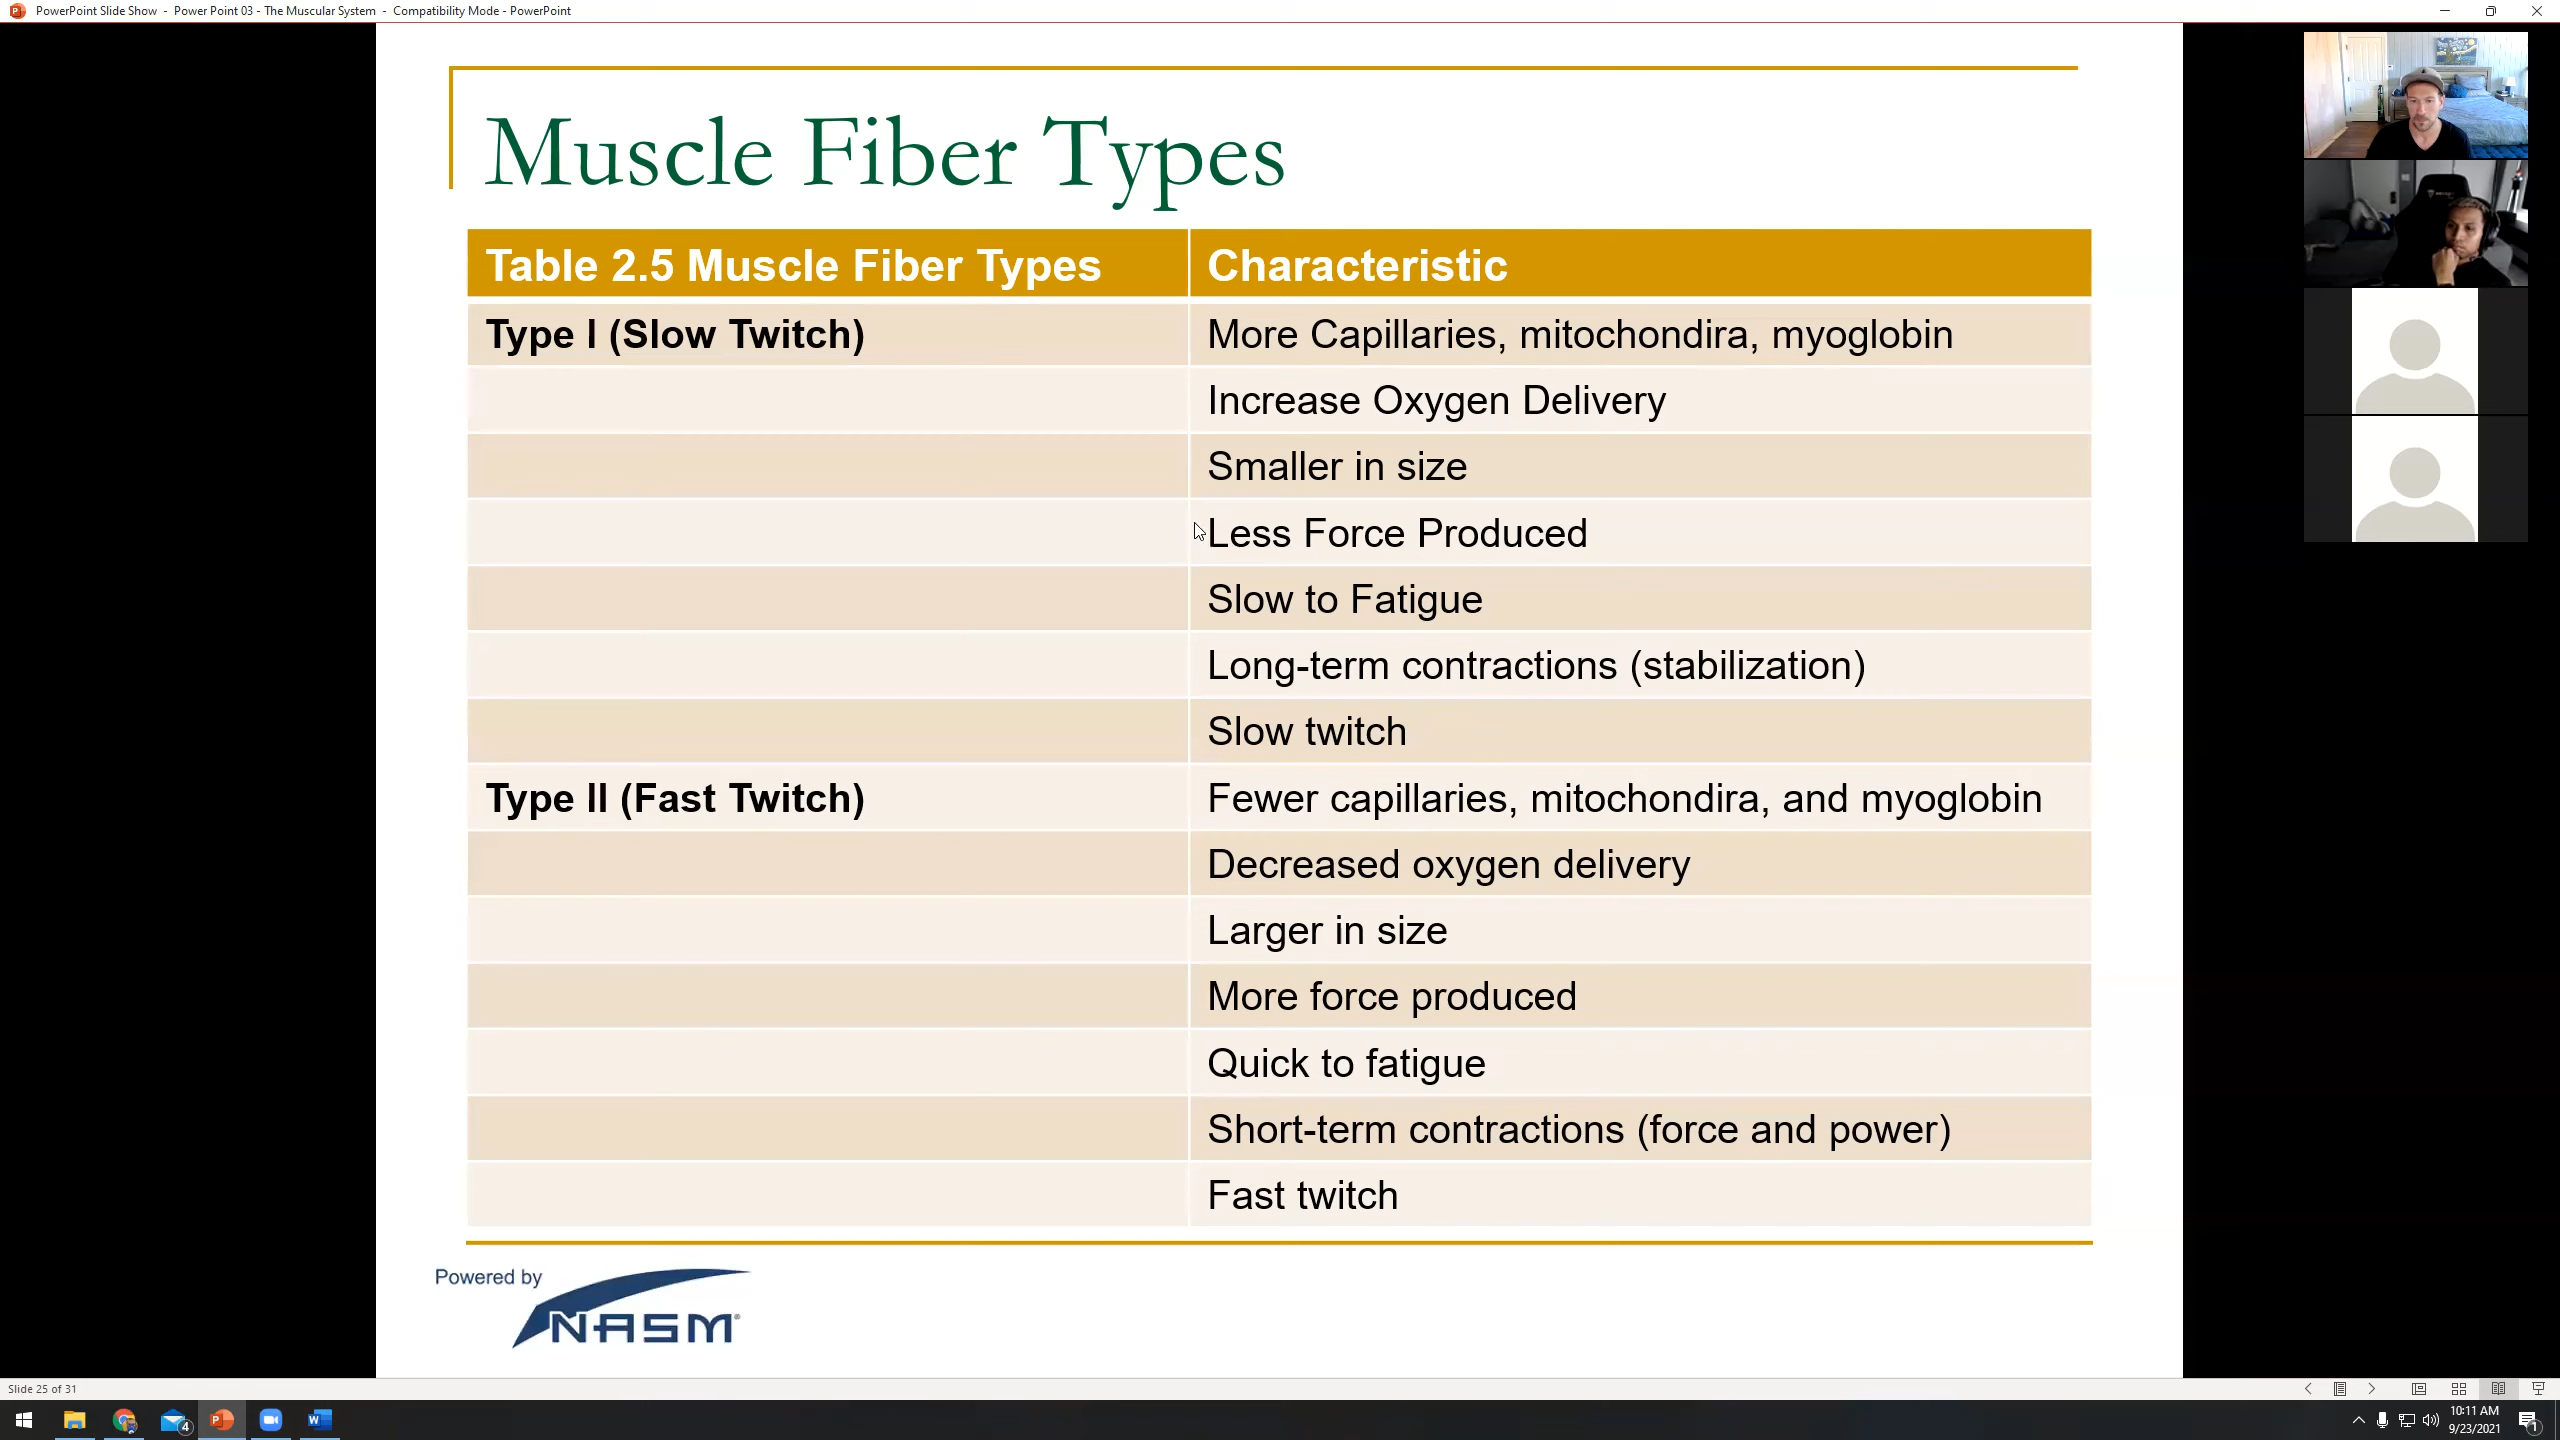 PowerPoint Slide Show - Power Point 03 - The Muscular System - Compatibility Mode - PowerPoint
Muscle Fiber Types
Table 2.5 Muscle Fiber Types Characteristic
Type I (Slow Twitch) More Capillaries, mitochondira, myoglobin
Increase Oxygen Delivery
Smaller in size
Less Force Produced
Slow to Fatigue
Long-term contractions (stabilization)
Slow twitch
Type II (Fast Twitch) Fewer capillaries, mitochondira, and myoglobin
Decreased oxygen delivery
Larger in size
More force produced
Quick to fatigue
Short-term contractions (force and power)
Fast twitch
Powered by
NASM
Slide 25 of 31
4
10:11 AM
9/23/2021
1